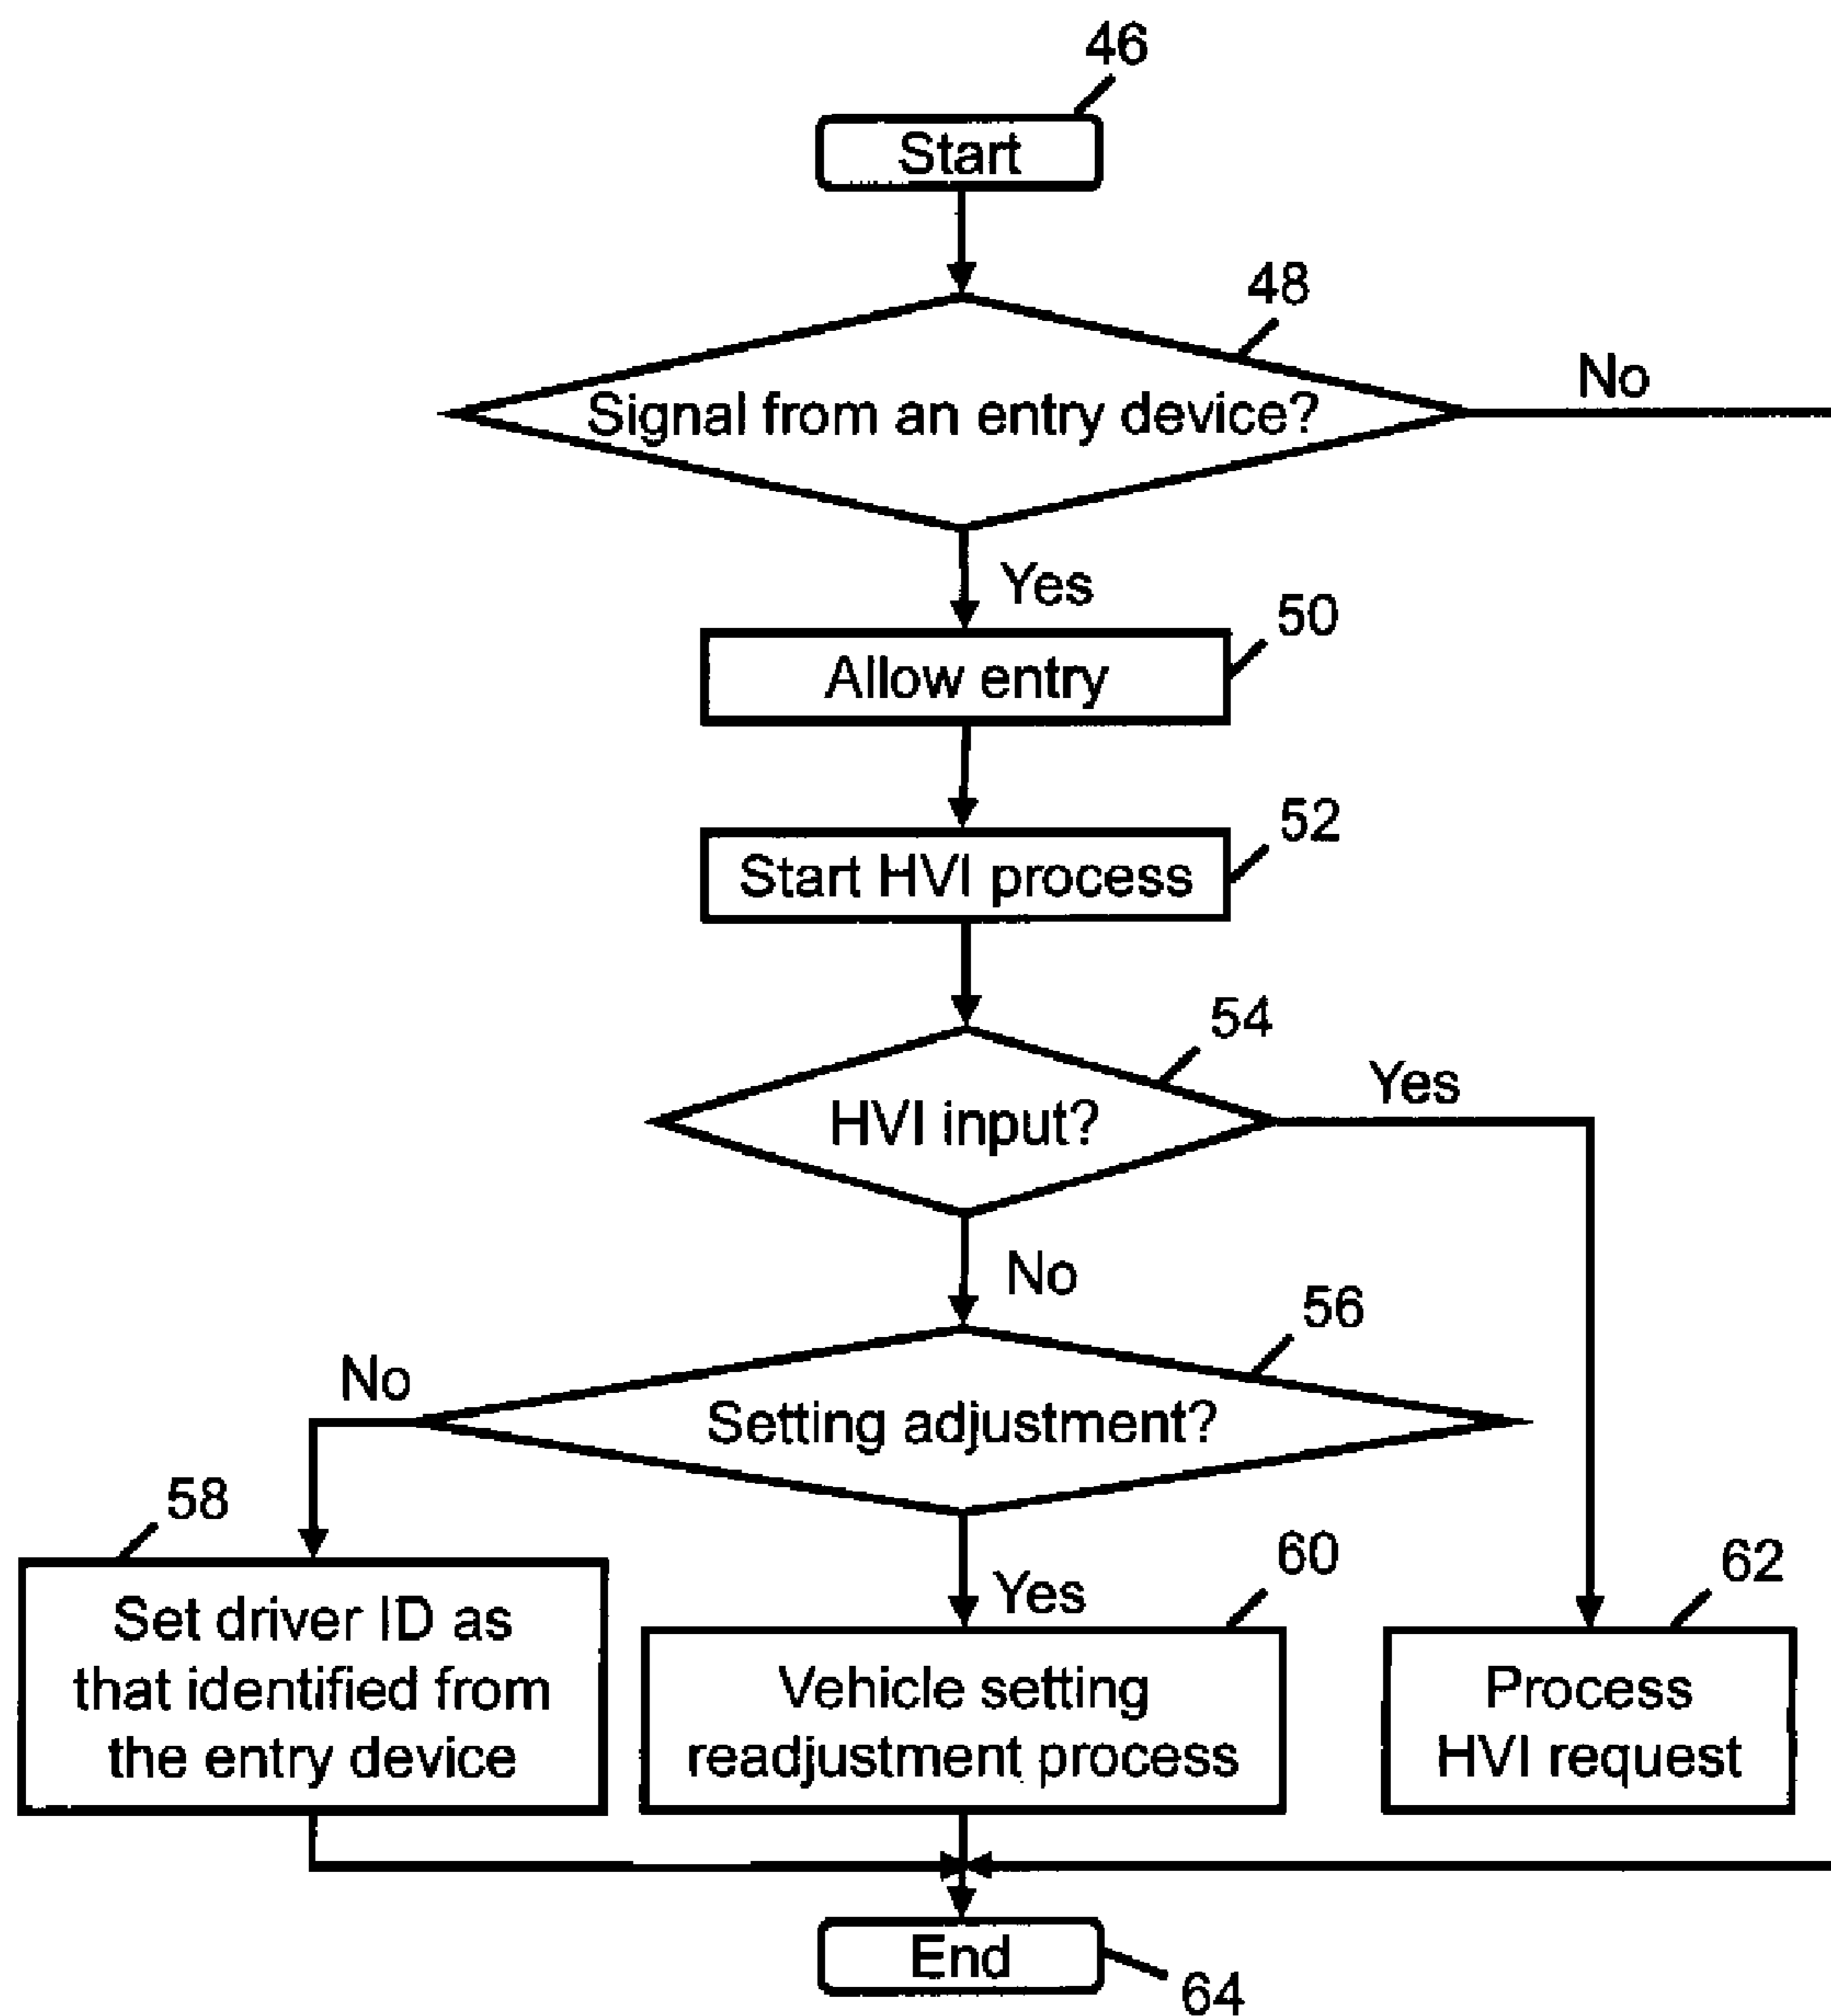 46
Start
48
No
Signal from an entry device?
Yes
50
Allow entry
52
Start HVI process
54
Yes
HVI input?
No
56
No
Setting adjustment?
58
Yes
60
62
Set driver ID as
that identified from
the entry device
Vehicle setting
readjustment process
Process
HVI request
End
64